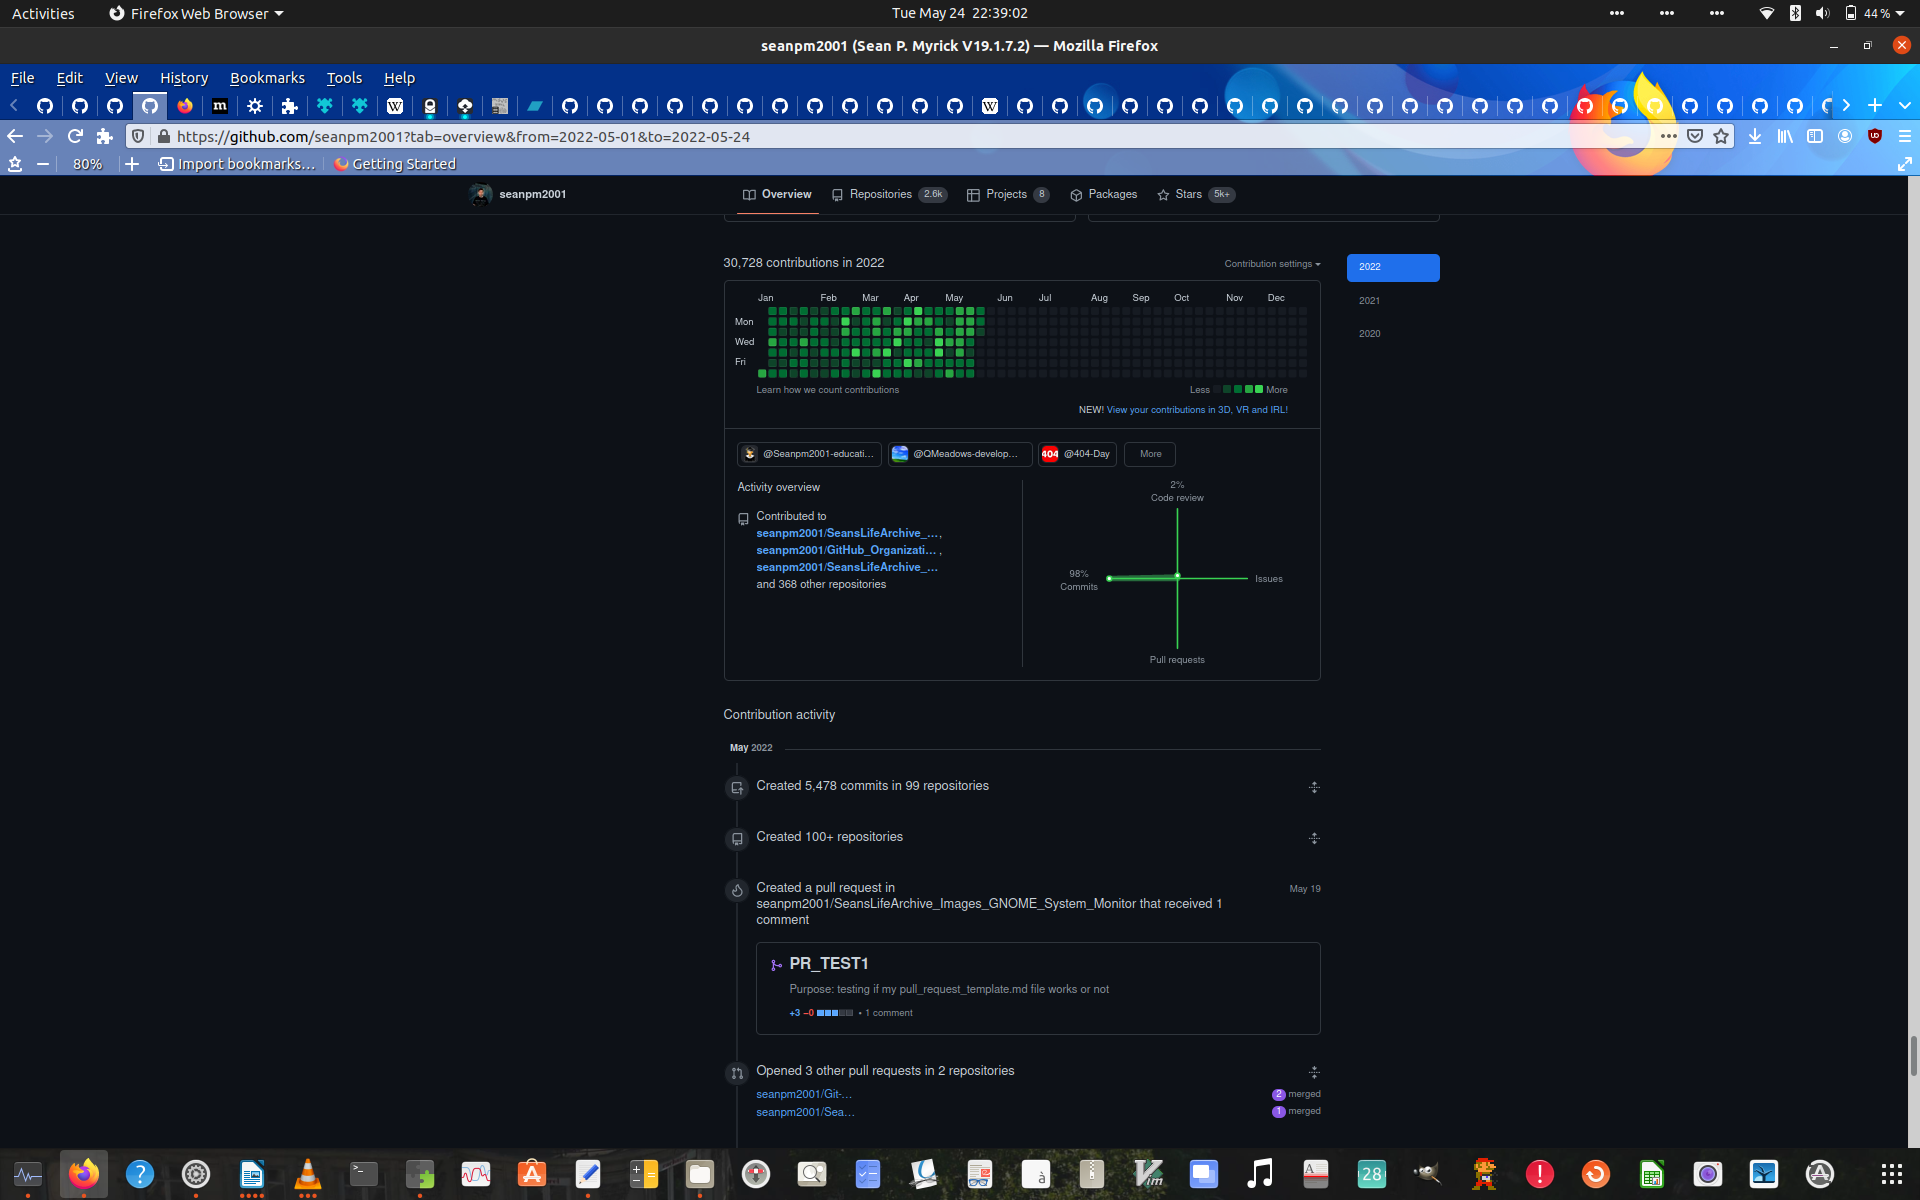 Activities
Firefox Web Browser
Tue May 24 22:39:02
44 %
seanpm2001 (Sean P. Myrick V19.1.7.2) — Mozilla Firefox
File Edit View History Bookmarks Tools Help
https://github.com/seanpm2001?tab=overview&from=2022-05-01&to=2022-05-24
80%
Import bookmarks…
Getting Started
seanpm2001
Overview
Repositories 2.6k
Projects 8
Packages
Stars 5k+
30,728 contributions in 2022
Contribution settings
2022
2021
2020
Jan Feb Mar Apr May Jun Jul Aug Sep Oct Nov Dec
Mon
Wed
Fri
Learn how we count contributions
Less More
NEW! View your contributions in 3D, VR and IRL!
@Seanpm2001-educati...
@QMeadows-develop...
404 @404-Day
More
Activity overview
Contributed to
seanpm2001/SeansLifeArchive_…,
seanpm2001/GitHub_Organizati… ,
seanpm2001/SeansLifeArchive_…
and 368 other repositories
2%
Code review
98%
Commits
Issues
Pull requests
Contribution activity
May 2022
Created 5,478 commits in 99 repositories
Created 100+ repositories
Created a pull request in
seanpm2001/SeansLifeArchive_Images_GNOME_System_Monitor that received 1
comment
May 19
PR_TEST1
Purpose: testing if my pull_request_template.md file works or not
+3 −0 • 1 comment
Opened 3 other pull requests in 2 repositories
seanpm2001/Git-…
2 merged
seanpm2001/Sea…
1 merged
28